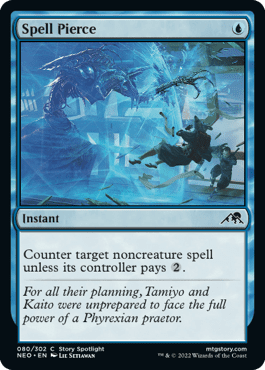 Spell Pierce
Instant
Counter target noncreature spell
unless its controller pays 2.
For all their planning, Tamiyo and
Kaito were unprepared to face the full
power of a Phyrexian praetor.
080/302 C Story Spotlight
NEO • EN Lie Setiawan
mtgstory.com
™ & © 2022 Wizards of the Coast